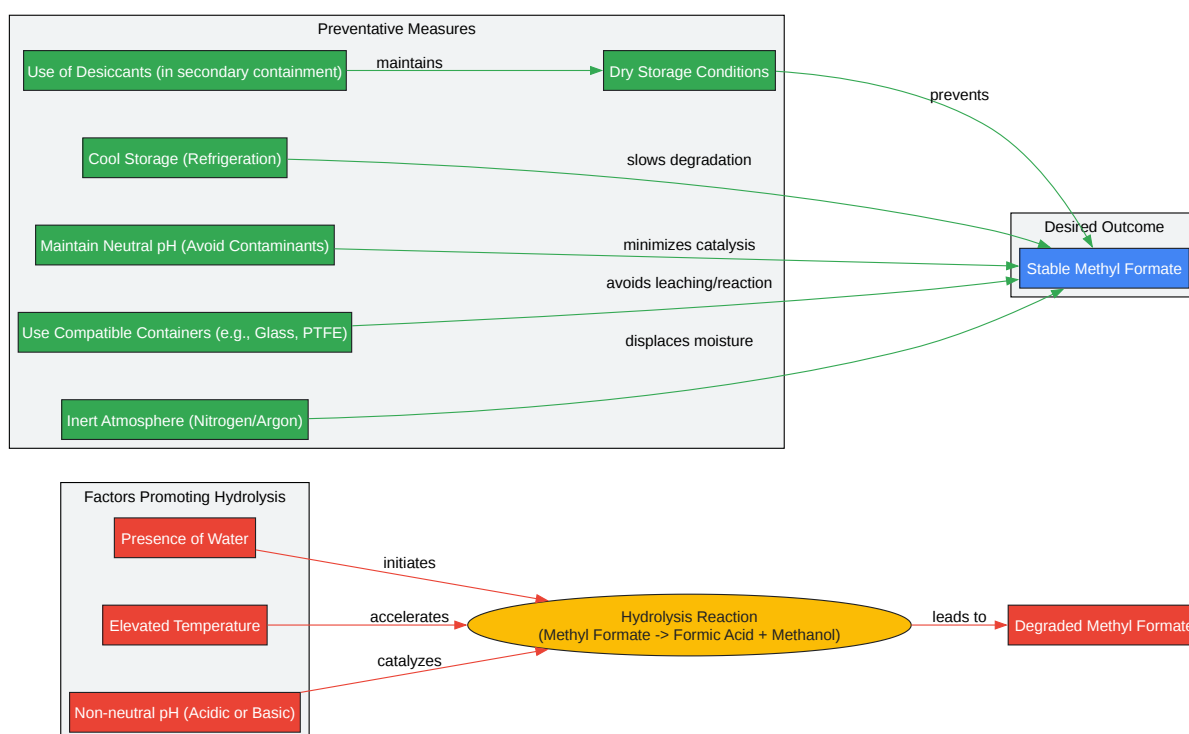 Preventative Measures
Use of Desiccants (in secondary containment)
maintains
Dry Storage Conditions
prevents
Cool Storage (Refrigeration)
slows degradation
Desired Outcome
Maintain Neutral pH (Avoid Contaminants)
minimizes catalysis
Stable Methyl Formate
avoids leaching/reaction
Use Compatible Containers (e.g., Glass, PTFE)
displaces moisture
Inert Atmosphere (Nitrogen/Argon)
Factors Promoting Hydrolysis
Presence of Water
initiates
Elevated Temperature
accelerates
Hydrolysis Reaction
(Methyl Formate -> Formic Acid + Methanol)
leads to
Degraded Methyl Formate
catalyzes
Non-neutral pH (Acidic or Basic)